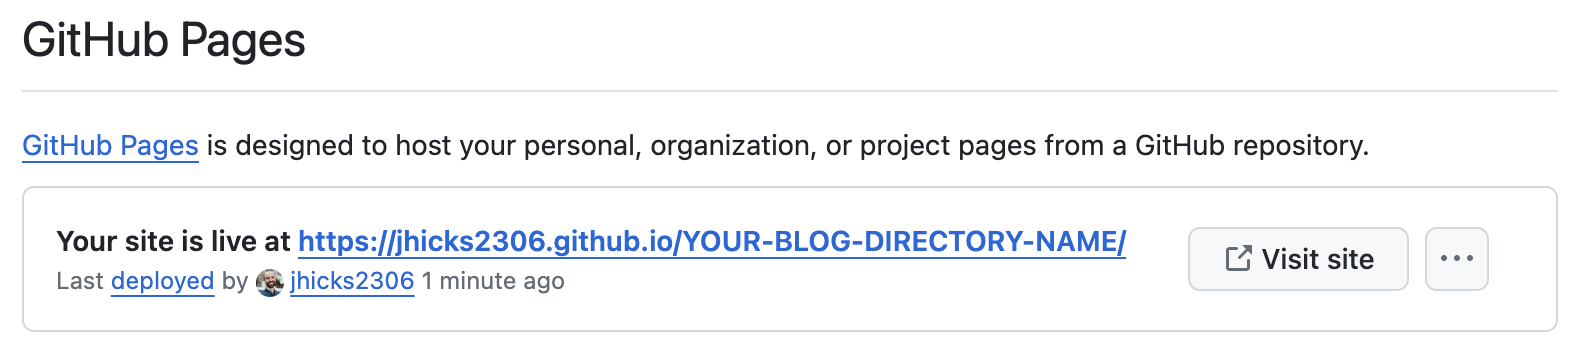 GitHub Pages
GitHub Pages is designed to host your personal, organization, or project pages from a GitHub repository.
Your site is live at https://jhicks2306.github.io/YOUR-BLOG-DIRECTORY-NAME/
Last deployed by jhicks2306 1 minute ago
Visit site